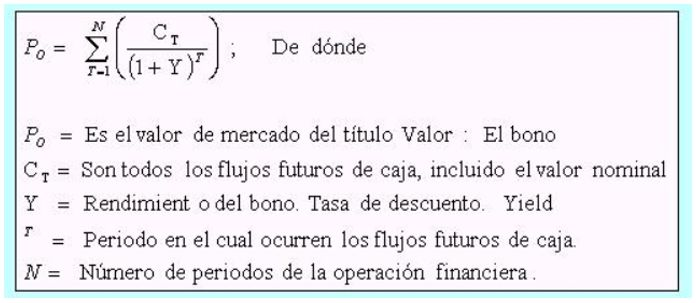 P_O = \sum_{T=1}^{N} \left( \frac{C_T}{(1 + Y)^T} \right) ; De dónde
P_O = Es el valor de mercado del título Valor : El bono
C_T = Son todos los flujos futuros de caja, incluido el valor nominal
Y = Rendimient o del bono. Tasa de descuento. Yield
T = Periodo en el cual ocurren los flujos futuros de caja.
N = Número de periodos de la operación financiera.